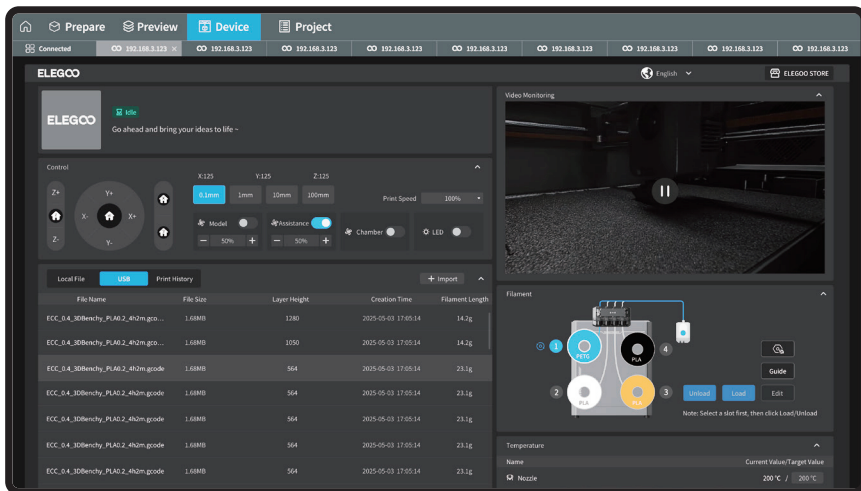 Prepare Preview Device Project
Connected 192.168.3.123 × 192.168.3.123 192.168.3.123 192.168.3.123 192.168.3.123 192.168.3.123 192.168.3.123 192.168.3.123 192.168.3.123
ELEGOO English ELEGOO STORE
ELEGOO
Idle
Go ahead and bring your ideas to life ~
Control
X:125 Y:125 Z:125
0.1mm 1mm 10mm 100mm
Print Speed 100%
Z+ Y+
X- X+
Z- Y-
Model Assistance Chamber LED
− 50% + − 50% +
Local File USB Print History + Import
File Name File Size Layer Height Creation Time Filament Length
ECC_0.4_3DBenchy_PLA0.2_4h2m.gco... 1.68MB 1280 2025-05-03 17:05:14 14.2g
ECC_0.4_3DBenchy_PLA0.2_4h2m.gco... 1.68MB 1050 2025-05-03 17:05:14 14.2g
ECC_0.4_3DBenchy_PLA0.2_4h2m.gcode 1.68MB 564 2025-05-03 17:05:14 23.1g
ECC_0.4_3DBenchy_PLA0.2_4h2m.gcode 1.68MB 564 2025-05-03 17:05:14 23.1g
ECC_0.4_3DBenchy_PLA0.2_4h2m.gcode 1.68MB 564 2025-05-03 17:05:14 23.1g
ECC_0.4_3DBenchy_PLA0.2_4h2m.gcode 1.68MB 564 2025-05-03 17:05:14 23.1g
ECC_0.4_3DBenchy_PLA0.2_4h2m.gcode 1.68MB 564 2025-05-03 17:05:14 23.1g
Video Monitoring
Filament
1 PETG PLA 4
2 PLA PLA 3
Guide
Unload Load Edit
Note: Select a slot first, then click Load/Unload
Temperature
Name Current Value/Target Value
Nozzle 200 °C / 200 °C